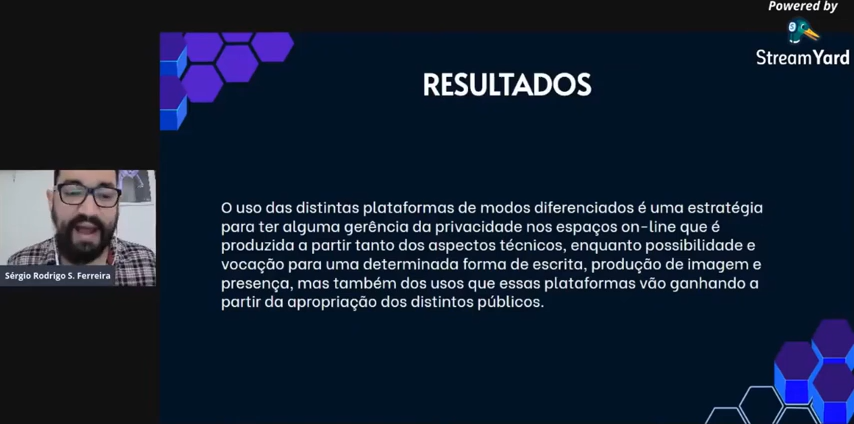 Powered by
StreamYard
RESULTADOS
O uso das distintas plataformas de modos diferenciados é uma estratégia
para ter alguma gerência da privacidade nos espaços on-line que é
produzida a partir tanto dos aspectos técnicos, enquanto possibilidade e
vocação para uma determinada forma de escrita, produção de imagem e
presença, mas também dos usos que essas plataformas vão ganhando a
partir da apropriação dos distintos públicos.
Sérgio Rodrigo S. Ferreira